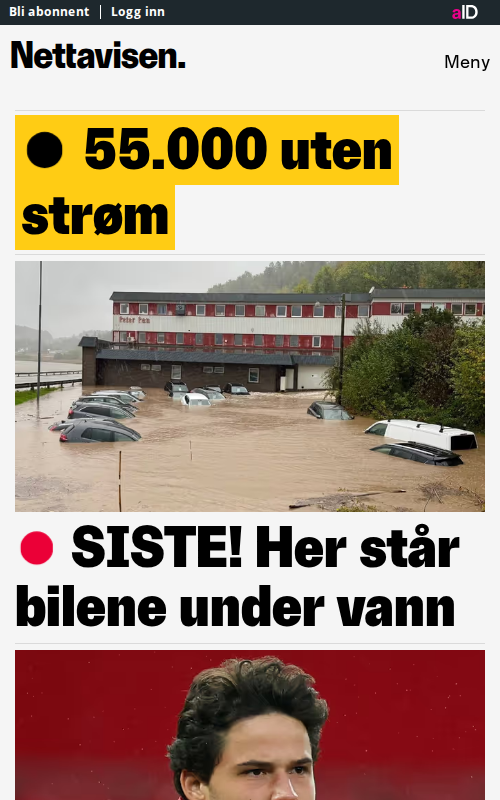 Bli abonnent | Logg inn
aID
Nettavisen.
Meny
55.000 uten
strøm
Peter Pan
SISTE! Her står
bilene under vann